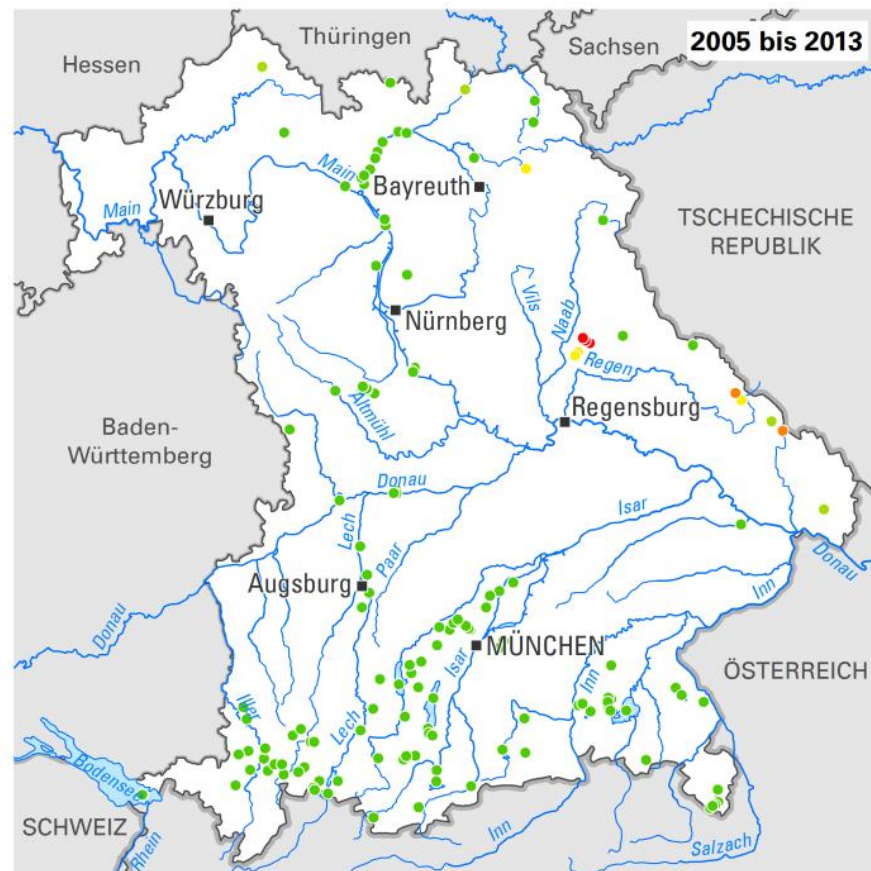 Thüringen
Sachsen
2005 bis 2013
Hessen
Main
Bayreuth
Würzburg
Main
TSCHECHISCHE
REPUBLIK
Vils
Naab
Nürnberg
Regen
Altmühl
Regensburg
Baden-
Württemberg
Donau
Isar
Lech
Paar
Augsburg
Donau
Inn
Donau
Isar
MÜNCHEN
Inn
ÖSTERREICH
Iller
Lech
Bodensee
SCHWEIZ
Rhein
Inn
Salzach